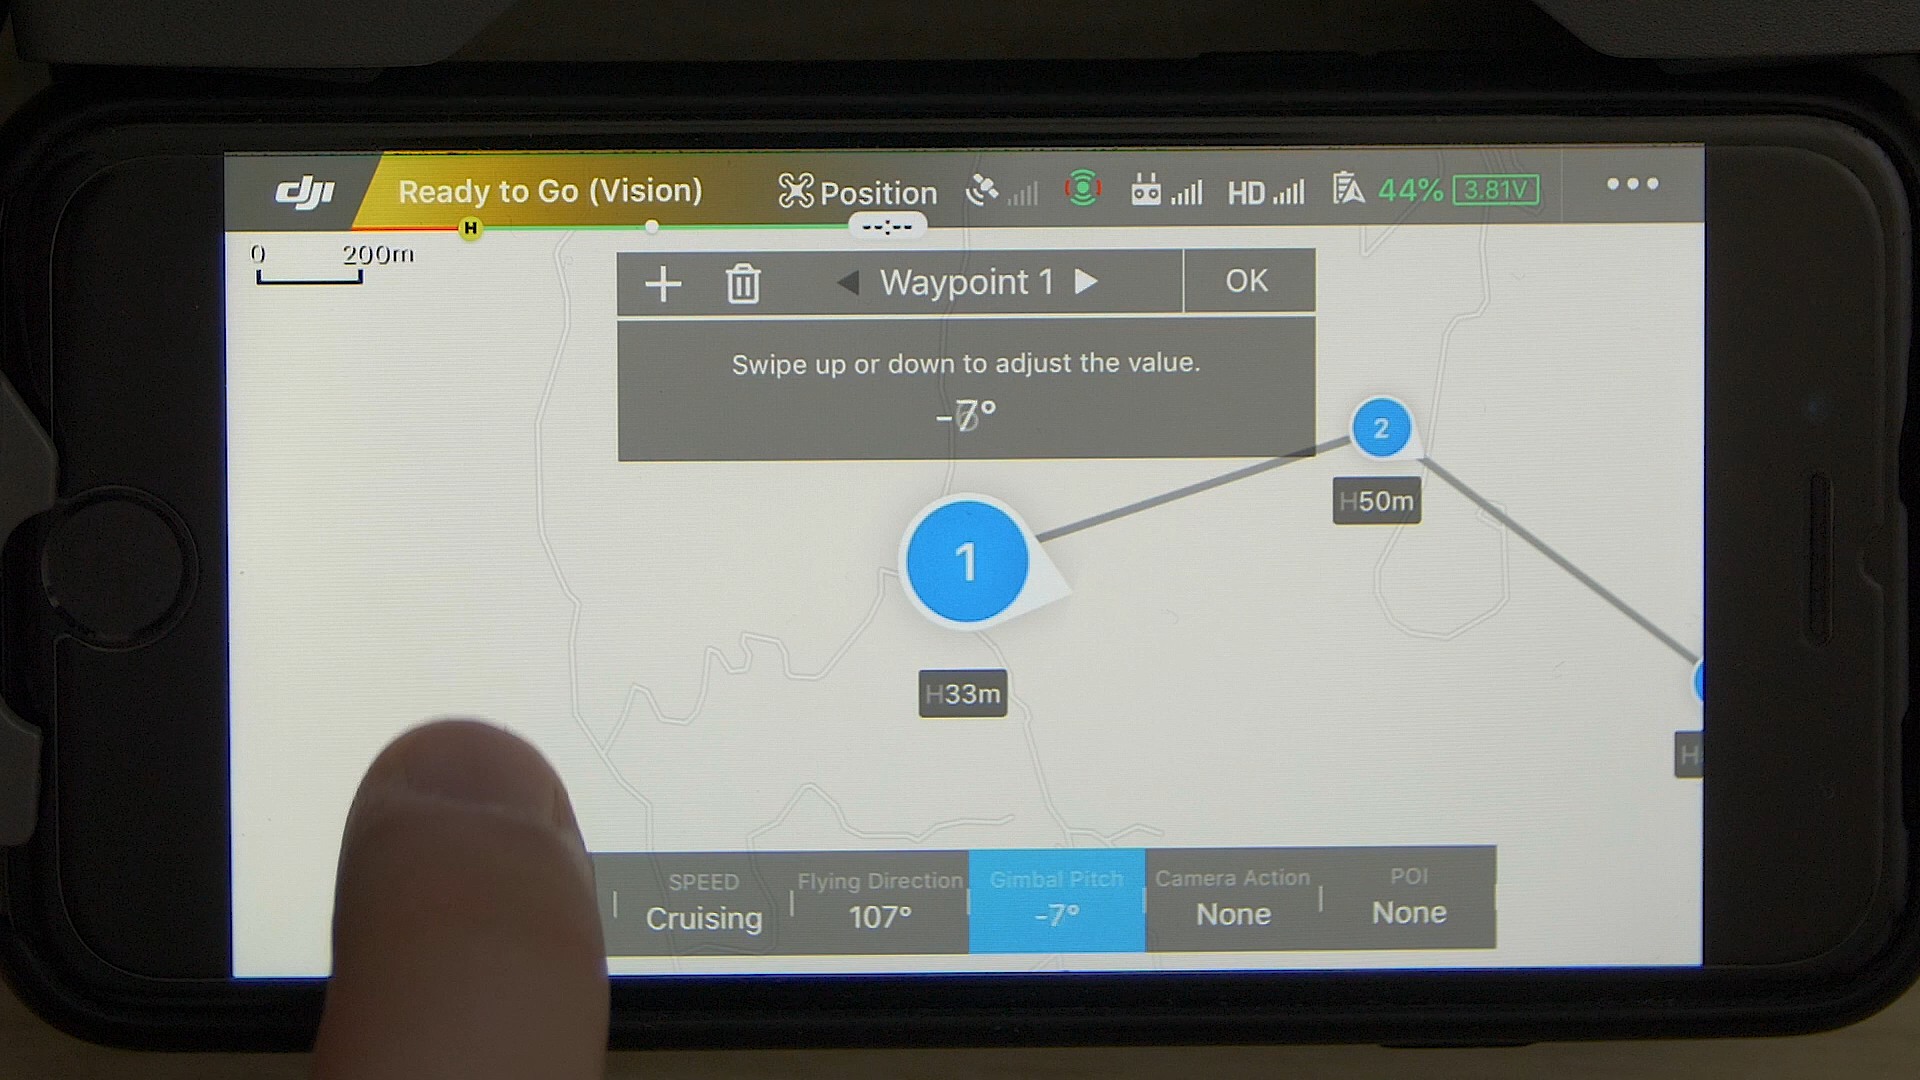 dji Ready to Go (Vision) Position HD 44% 3.81V
H --:--
0 200m
Waypoint 1 OK
Swipe up or down to adjust the value.
-7°
2
H50m
1
H33m
H
SPEED Flying Direction Gimbal Pitch Camera Action POI
Cruising 107° -7° None None